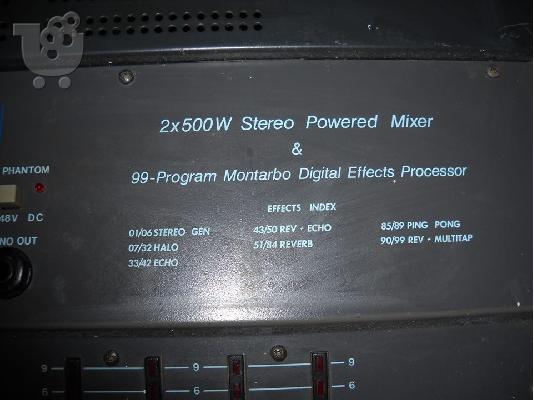 2x500W Stereo Powered Mixer
&
99-Program Montarbo Digital Effects Processor
EFFECTS INDEX
01/06 STEREO GEN
07/32 HALO
33/42 ECHO
43/50 REV + ECHO
51/84 REVERB
85/89 PING PONG
90/99 REV + MULTITAP
PHANTOM
48V DC
NO OUT
9
9
6
6